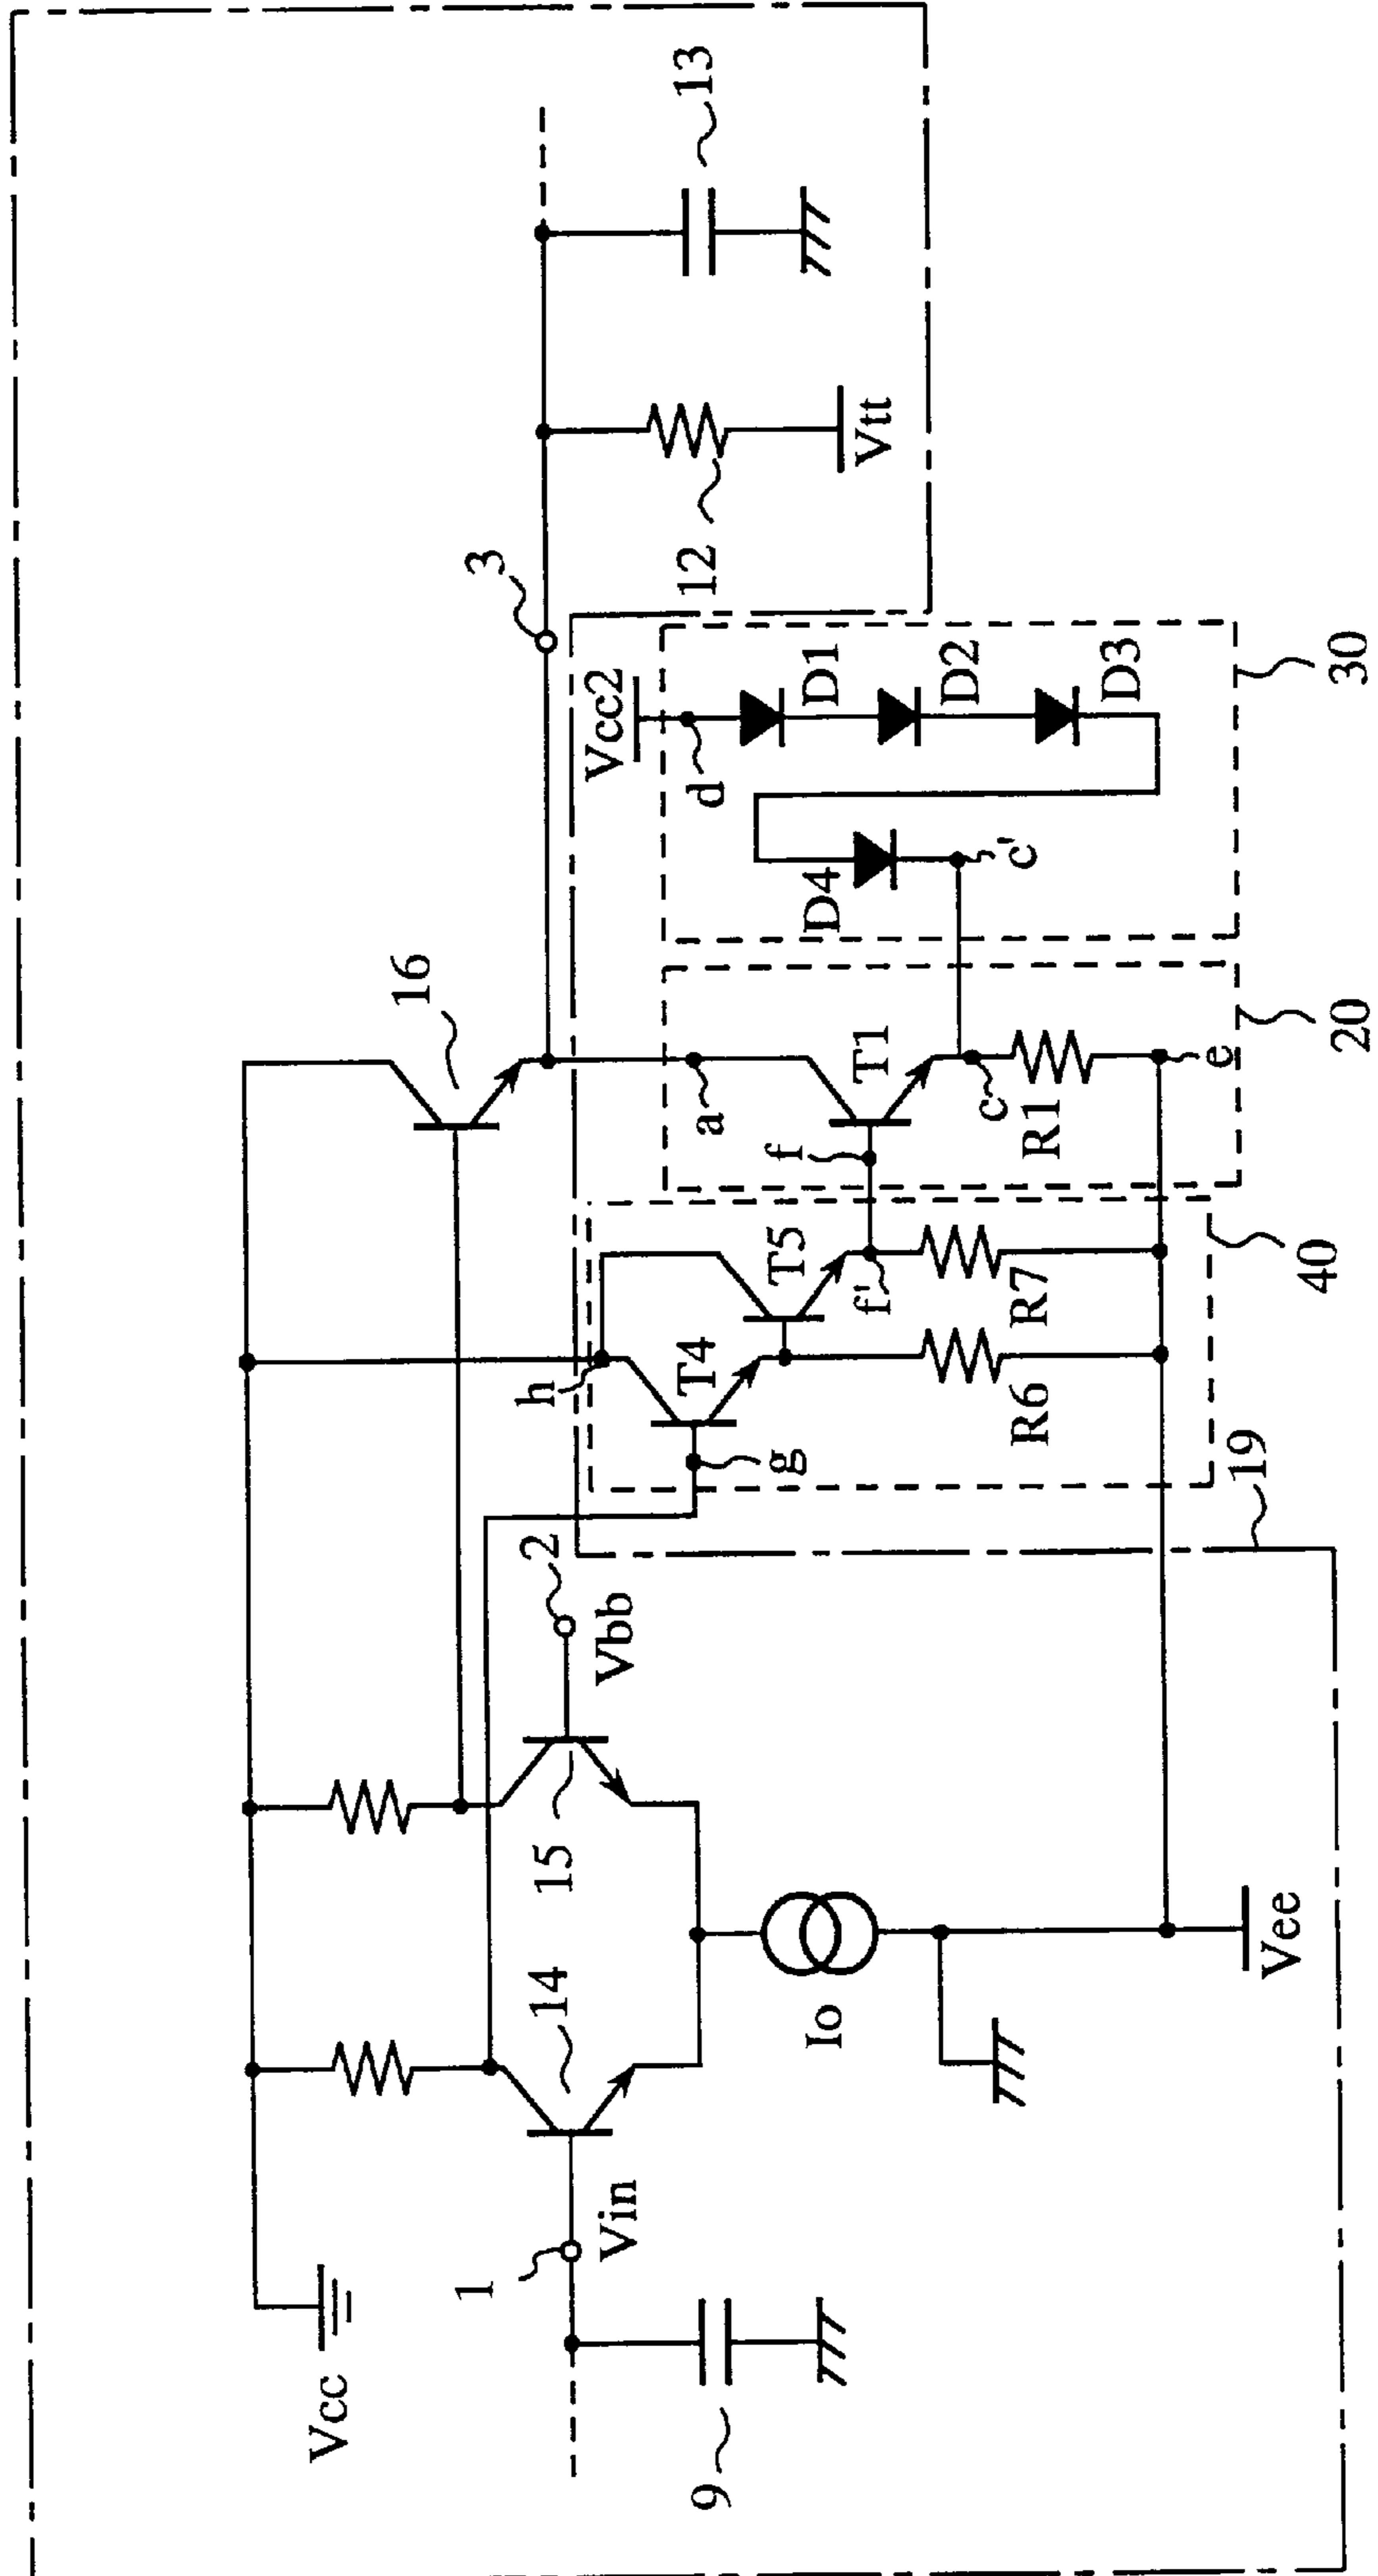 Vcc
9
1
Vin
14
Io
15
Vbb
2
Vee
19
g
h
T4
R6
T5
f'
R7
40
16
f
a
T1
c
R1
e
20
Vcc2
d
D4
c'
D1
D2
D3
30
3
12
Vtt
13